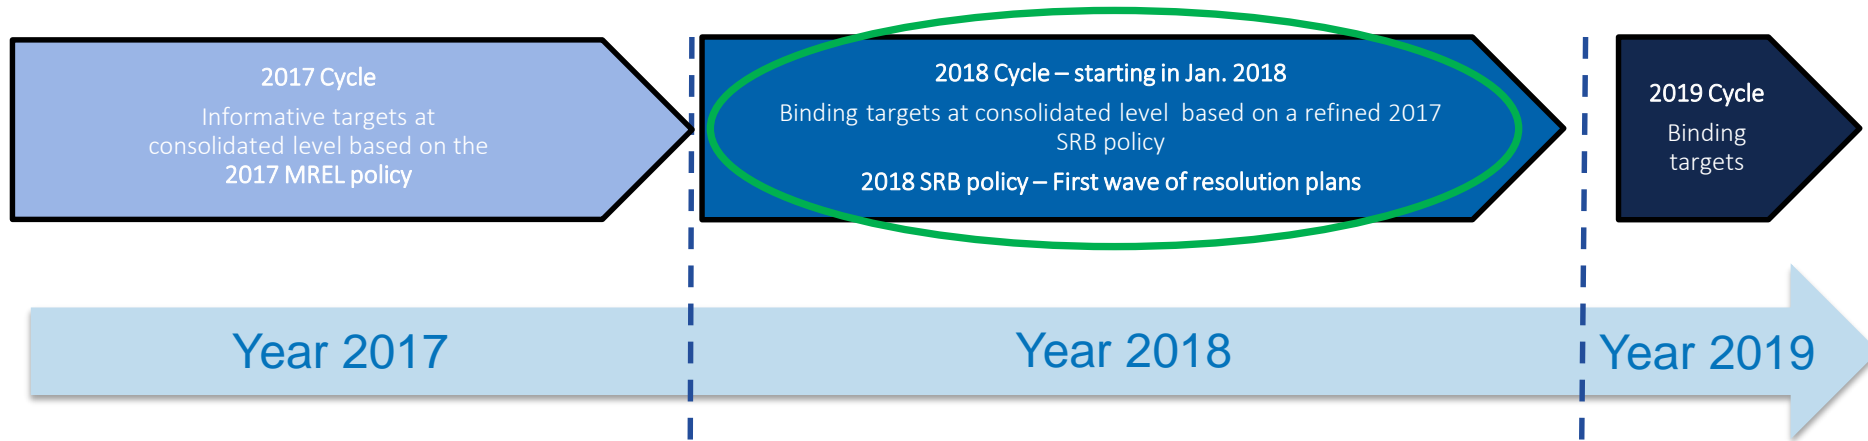 2017 Cycle
Informative targets at
consolidated level based on the
2017 MREL policy
2018 Cycle – starting in Jan. 2018
Binding targets at consolidated level based on a refined 2017
SRB policy
2018 SRB policy – First wave of resolution plans
2019 Cycle
Binding
targets
Year 2017
Year 2018
Year 2019